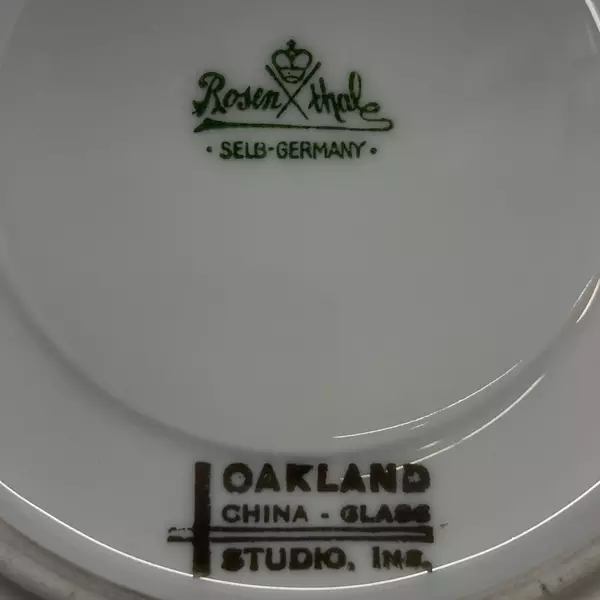 Rosenthal
· SELB-GERMANY ·
OAKLAND
CHINA - GLASS
STUDIO, INC.